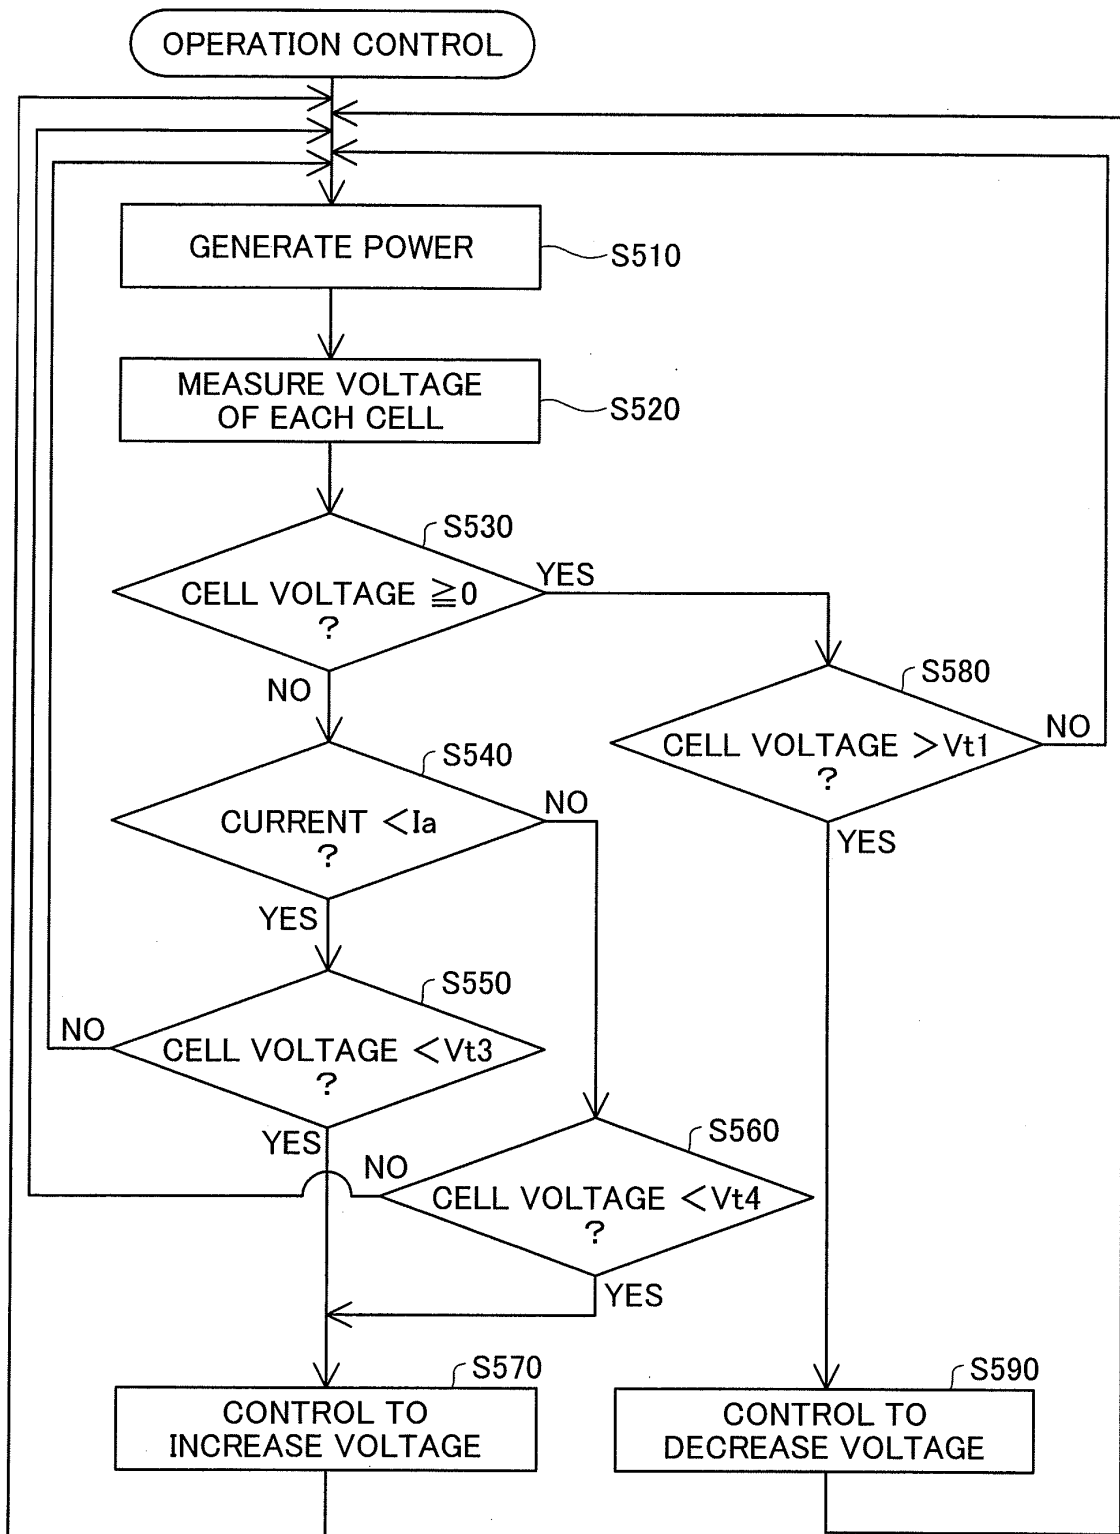 OPERATION CONTROL
GENERATE POWER
S510
MEASURE VOLTAGE
OF EACH CELL
S520
S530
CELL VOLTAGE ≧0
?
YES
NO
S580
CELL VOLTAGE >Vt1
?
NO
YES
S540
CURRENT <Ia
?
NO
YES
S550
CELL VOLTAGE <Vt3
?
NO
YES
S560
CELL VOLTAGE <Vt4
?
NO
YES
S570
CONTROL TO
INCREASE VOLTAGE
S590
CONTROL TO
DECREASE VOLTAGE